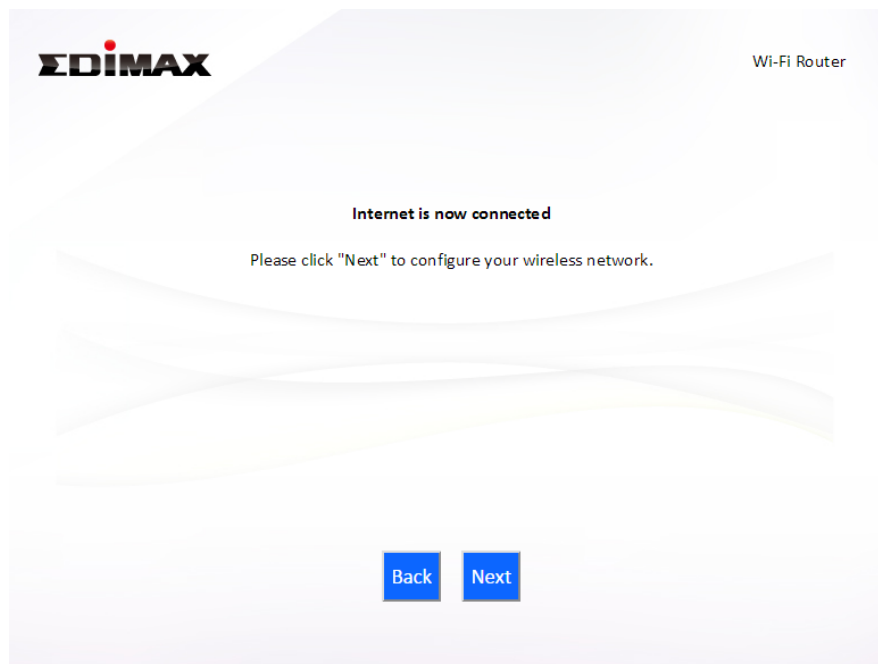 EDIMAX
Wi-Fi Router
Internet is now connected
Please click "Next" to configure your wireless network.
Back Next